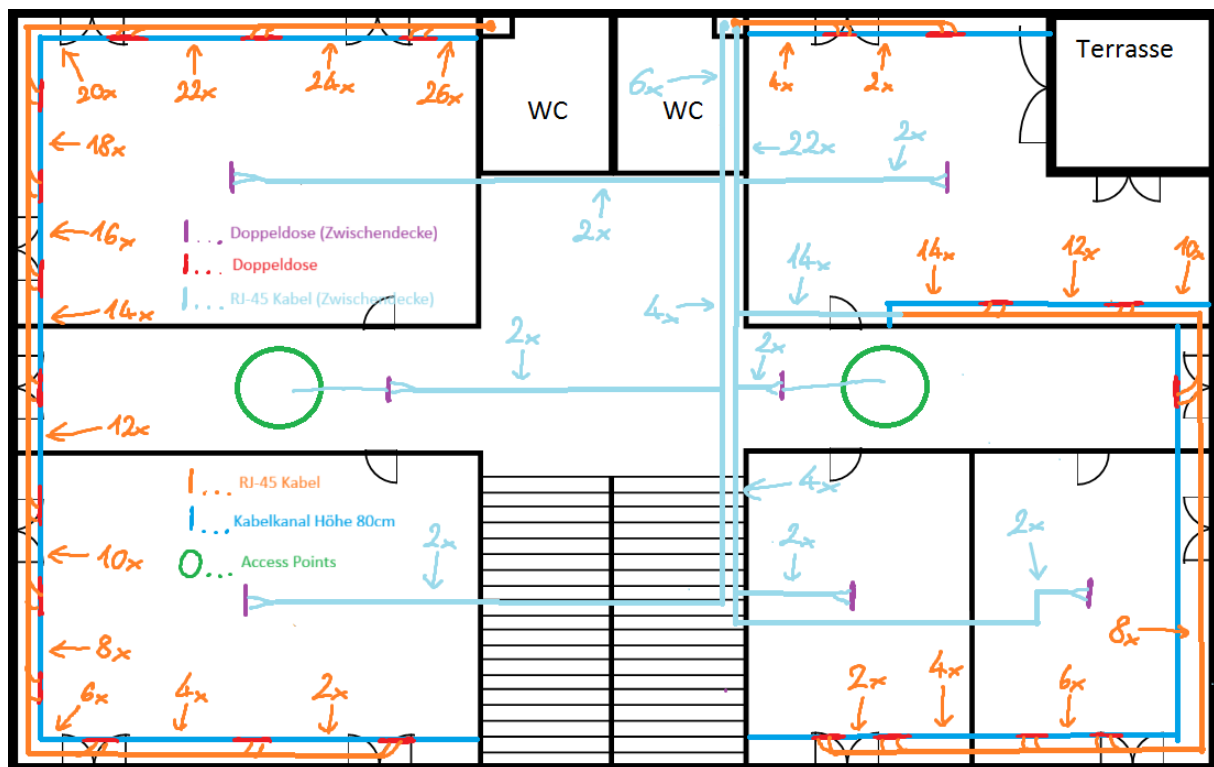 Terrasse
4x
2x
20x
22x
24x
26x
6x
WC
WC
18x
22x
2x
16x
Doppeldose (Zwischendecke)
2x
Doppeldose
14x
14x
12x
10x
RJ-45 Kabel (Zwischendecke)
14x
4x
2x
2x
12x
RJ-45 Kabel
4x
Kabelkanal Höhe 80cm
10x
2x
2x
2x
Access Points
8x
8x
6x
4x
2x
2x
4x
6x